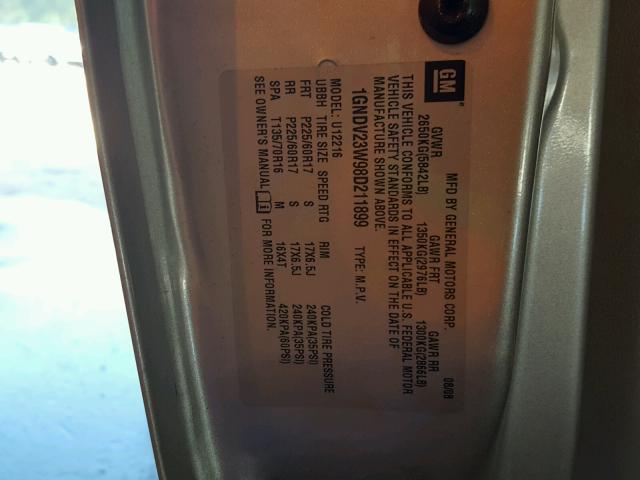 GM
MFD BY GENERAL MOTORS CORP. 08/08
GVWR GAWR FRT GAWR RR
2650KG(5842LB) 1350KG(2976LB) 1300KG(2866LB)
THIS VEHICLE CONFORMS TO ALL APPLICABLE U.S. FEDERAL MOTOR
VEHICLE SAFETY STANDARDS IN EFFECT ON THE DATE OF
MANUFACTURE SHOWN ABOVE.
1GNDV23W98D211899 TYPE: M.P.V.
MODEL: U12216
UBBH TIRE SIZE SPEED RTG RIM COLD TIRE PRESSURE
FRT P225/60R17 S 17X6.5J 240KPA(35PSI)
RR P225/60R17 S 17X6.5J 240KPA(35PSI)
SPA T135/70R16 M 16X4T 420KPA(60PSI)
SEE OWNER'S MANUAL FOR MORE INFORMATION.